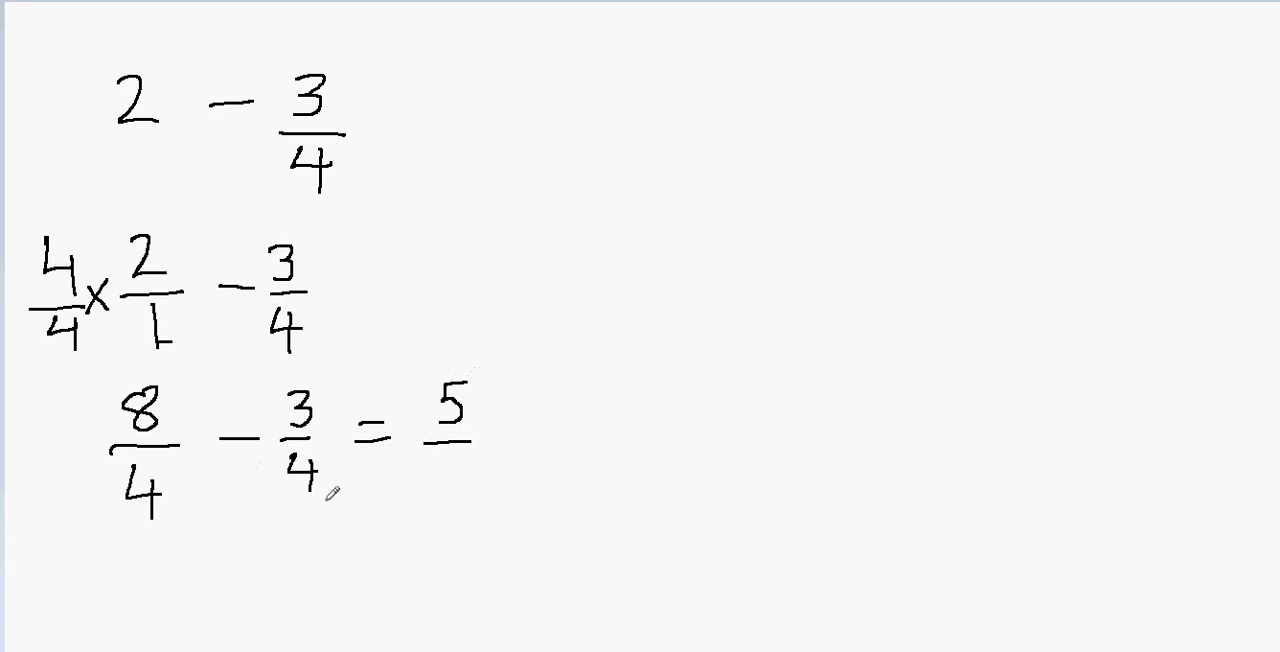 2 - 3/4
4/4 × 2/1 - 3/4
8/4 - 3/4 = 5/